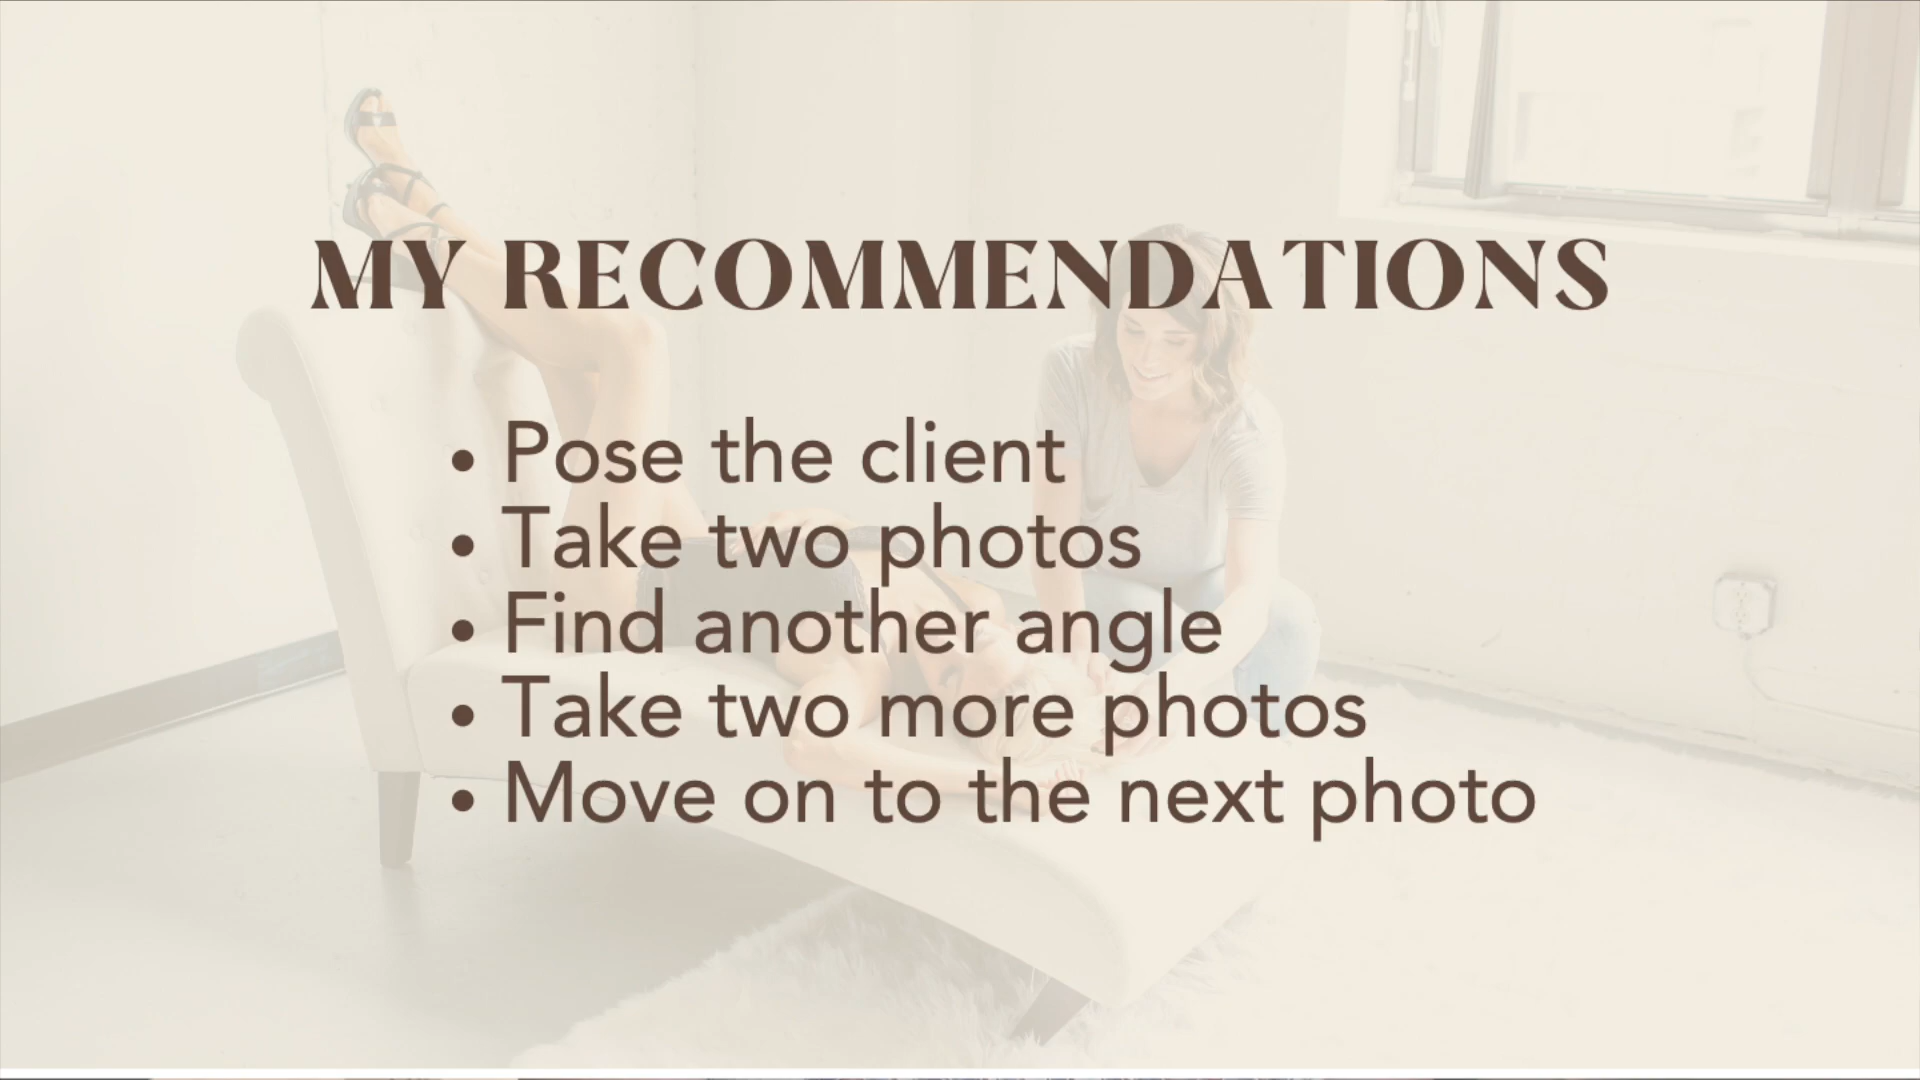 MY RECOMMENDATIONS
• Pose the client
• Take two photos
• Find another angle
• Take two more photos
• Move on to the next photo